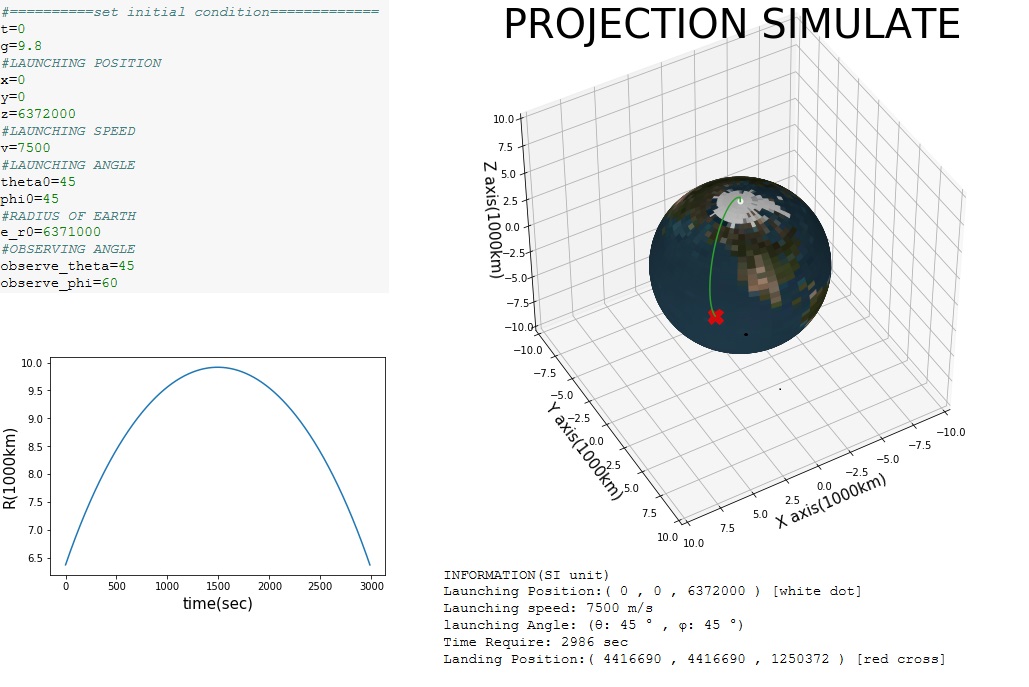 #==========set initial condition=============
t=0
g=9.8
#LAUNCHING POSITION
x=0
y=0
z=6372000
#LAUNCHING SPEED
v=7500
#LAUNCHING ANGLE
theta0=45
phi0=45
#RADIUS OF EARTH
e_r0=6371000
#OBSERVING ANGLE
observe_theta=45
observe_phi=60
10.0
9.5
9.0
8.5
8.0
7.5
7.0
6.5
R(1000km)
0 500 1000 1500 2000 2500 3000
time(sec)
PROJECTION SIMULATE
10.0
7.5
5.0
2.5
0.0
−2.5
−5.0
−7.5
−10.0
Z axis(1000km)
−10.0
−7.5
−5.0
−2.5
0.0
2.5
5.0
7.5
10.0
Y axis(1000km)
10.0
7.5
5.0
2.5
0.0
−2.5
−5.0
−7.5
−10.0
X axis(1000km)
INFORMATION(SI unit)
Launching Position:( 0 , 0 , 6372000 ) [white dot]
Launching speed: 7500 m/s
launching Angle: (θ: 45 ° , φ: 45 °)
Time Require: 2986 sec
Landing Position:( 4416690 , 4416690 , 1250372 ) [red cross]